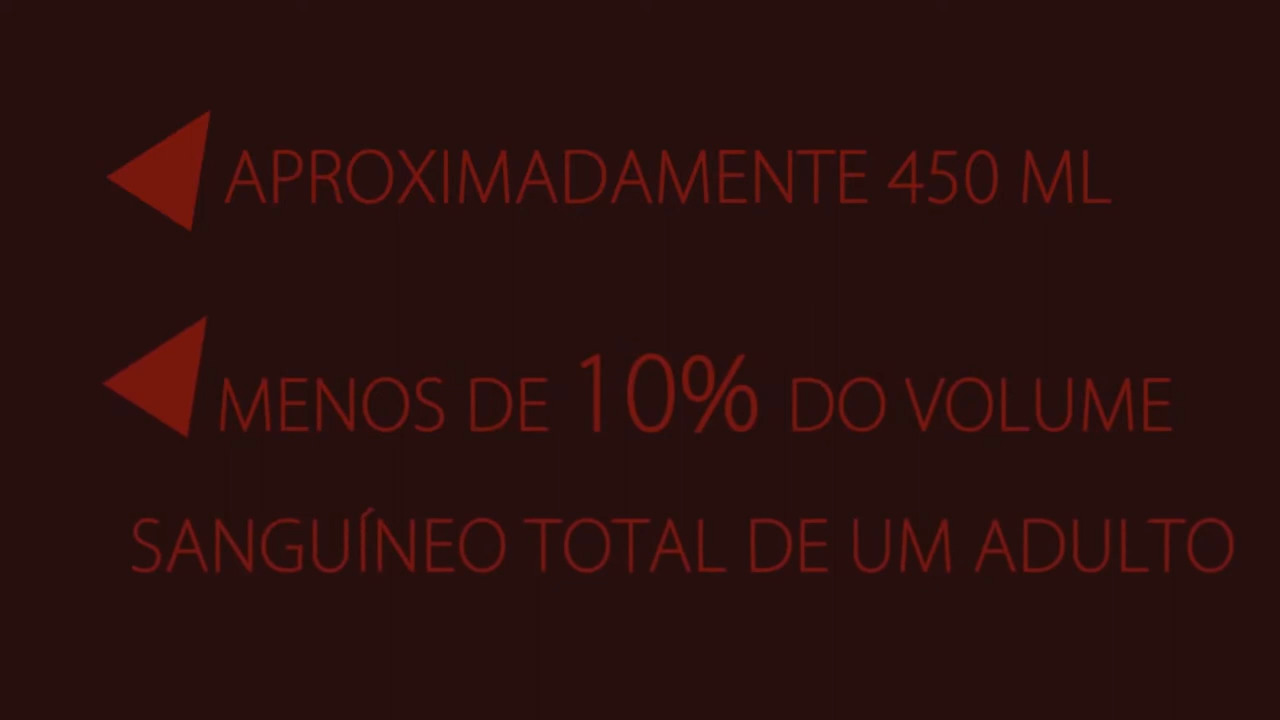 APROXIMADAMENTE 450 ML
MENOS DE 10% DO VOLUME
SANGUÍNEO TOTAL DE UM ADULTO